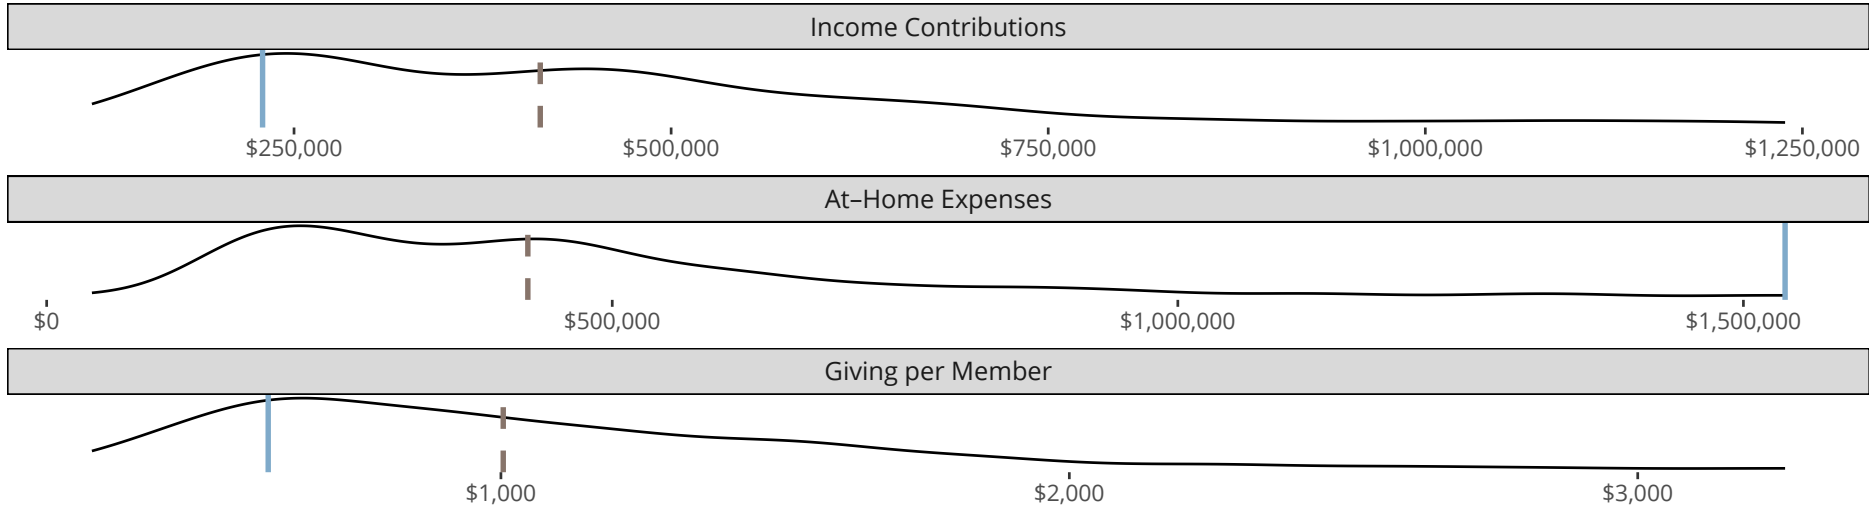 Income Contributions
$250,000 $500,000 $750,000 $1,000,000 $1,250,000
At–Home Expenses
$0 $500,000 $1,000,000 $1,500,000
Giving per Member
$1,000 $2,000 $3,000